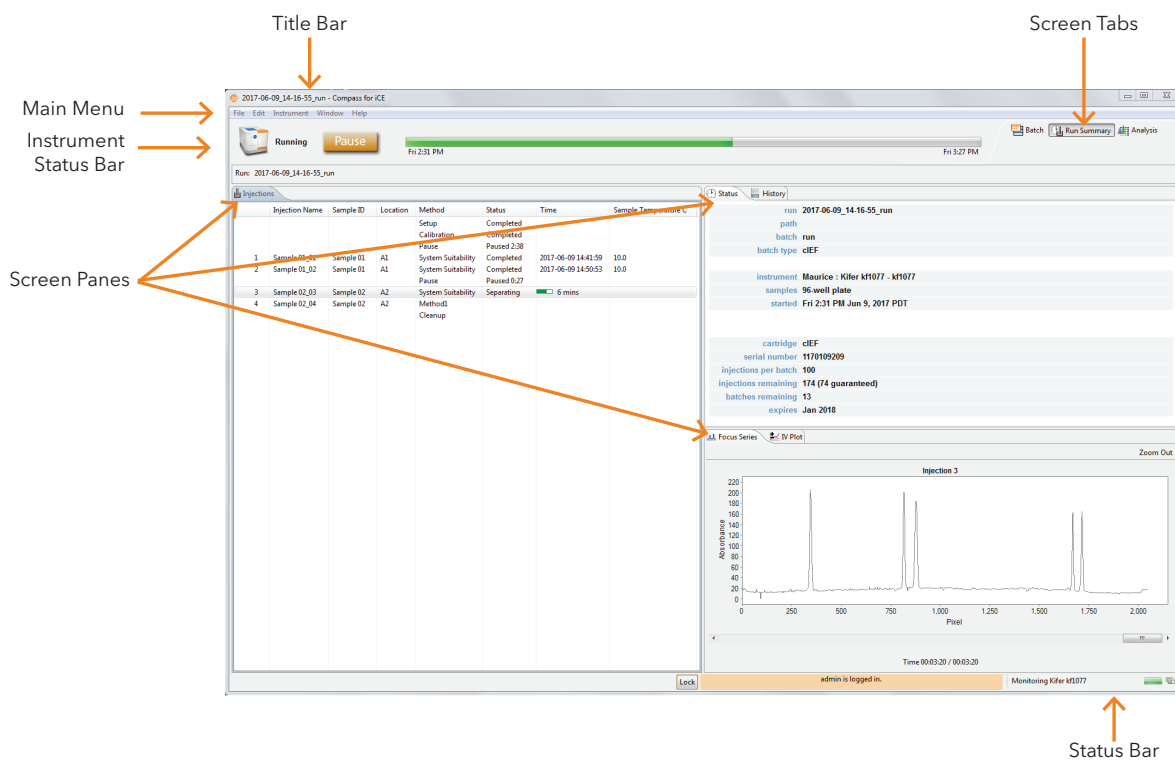 Title Bar
Screen Tabs
Main Menu
Instrument
Status Bar
Screen Panes
Status Bar
2017-06-09_14-16-55_run - Compass for iCE
File Edit Instrument Window Help
Running
Pause
Fri 2:31 PM
Fri 3:27 PM
Batch
Run Summary
Analysis
Run: 2017-06-09_14-16-55_run
Injections
Injection Name Sample ID Location Method Status Time Sample Temperature C
Setup Completed
Calibration Completed
Pause Paused 2:38
1 Sample 01_01 Sample 01 A1 System Suitability Completed 2017-06-09 14:41:59 10.0
2 Sample 01_02 Sample 01 A1 System Suitability Completed 2017-06-09 14:50:53 10.0
Pause Paused 0:27
3 Sample 02_03 Sample 02 A2 System Suitability Separating 6 mins
4 Sample 02_04 Sample 02 A2 Method1
Cleanup
Status
History
run 2017-06-09_14-16-55_run
path
batch run
batch type cIEF
instrument Maurice : Kifer kf1077 - kf1077
samples 96-well plate
started Fri 2:31 PM Jun 9, 2017 PDT
cartridge cIEF
serial number 1170109209
injections per batch 100
injections remaining 174 (74 guaranteed)
batches remaining 13
expires Jan 2018
Focus Series
IV Plot
Zoom Out
Injection 3
Absorbance
220
200
180
160
140
120
100
80
60
40
20
0
0 250 500 750 1,000 1,250 1,500 1,750 2,000
Pixel
Time 00:03:20 / 00:03:20
Lock
admin is logged in.
Monitoring Kifer kf1077